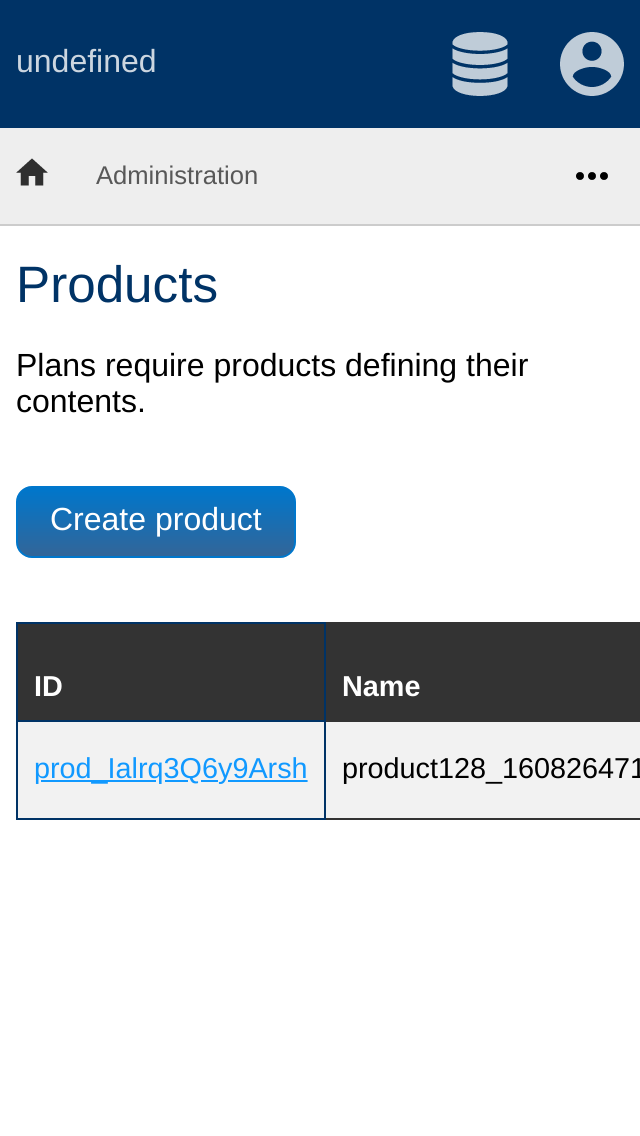 undefined
Administration
Products
Plans require products defining their
contents.
Create product
ID Name
prod_Ialrq3Q6y9Arsh product128_160826471